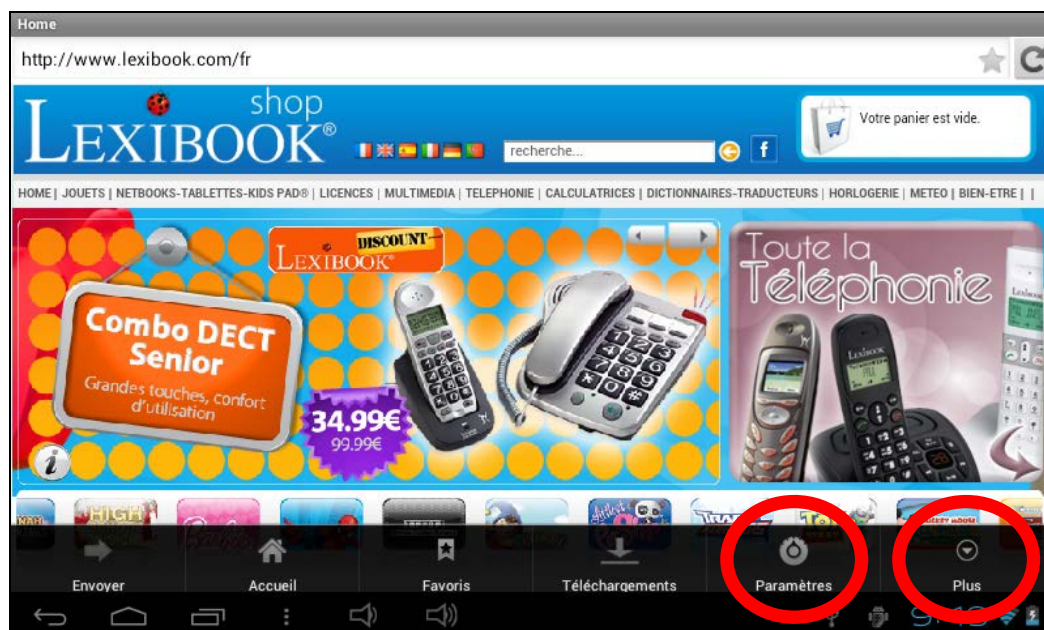 Home
http://www.lexibook.com/fr
shop
LEXIBOOK®
recherche...
f
Votre panier est vide.
HOME | JOUETS | NETBOOKS-TABLETTES-KIDS PAD® | LICENCES | MULTIMEDIA | TELEPHONIE | CALCULATRICES | DICTIONNAIRES-TRADUCTEURS | HORLOGERIE | METEO | BIEN-ETRE | |
DISCOUNT
LEXIBOOK®
Toute la
Téléphonie
Combo DECT
Senior
Grandes touches, confort
d'utilisation
34.99€
99.99€
i
HIGH
Envoyer
Accueil
Favoris
Téléchargements
Paramètres
Plus